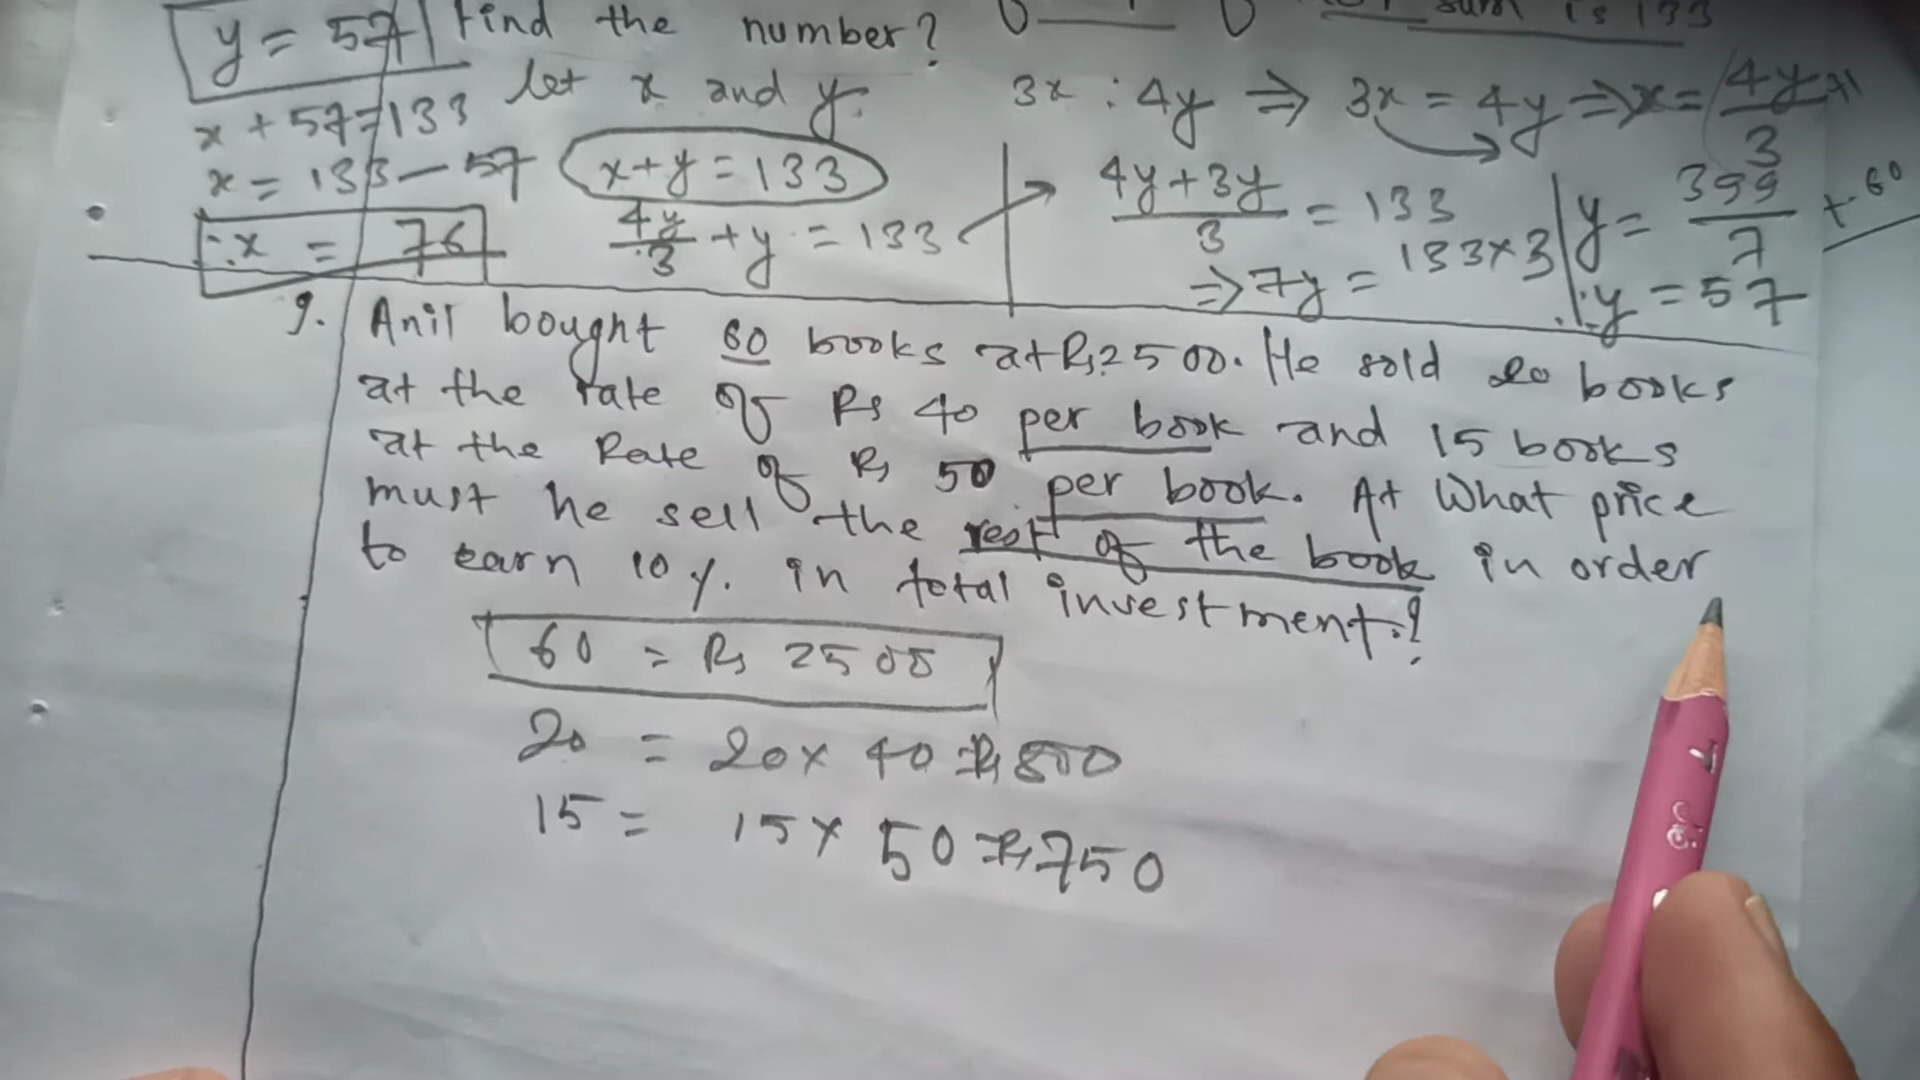 y = 57 Find the number? sum is 133
let x and y. 3x : 4y ⇒ 3x = 4y ⇒ x = 4y/3
x + 57 = 133
x = 133 - 57 x+y = 133 4y+3y/3 = 133 y = 399/7
∴x = 76 4y/3 + y = 133 ⇒ 7y = 133×3 ∴y = 57
9. Anil bought 60 books at Rs2500. He sold 20 books
at the rate of Rs 40 per book and 15 books
at the Rate of Rs 50 per book. At What price
must he sell the rest of the book in order
to earn 10%. in total investment.?
60 = Rs 2500
20 = 20× 40 = Rs 800
15 = 15× 50 = Rs 750